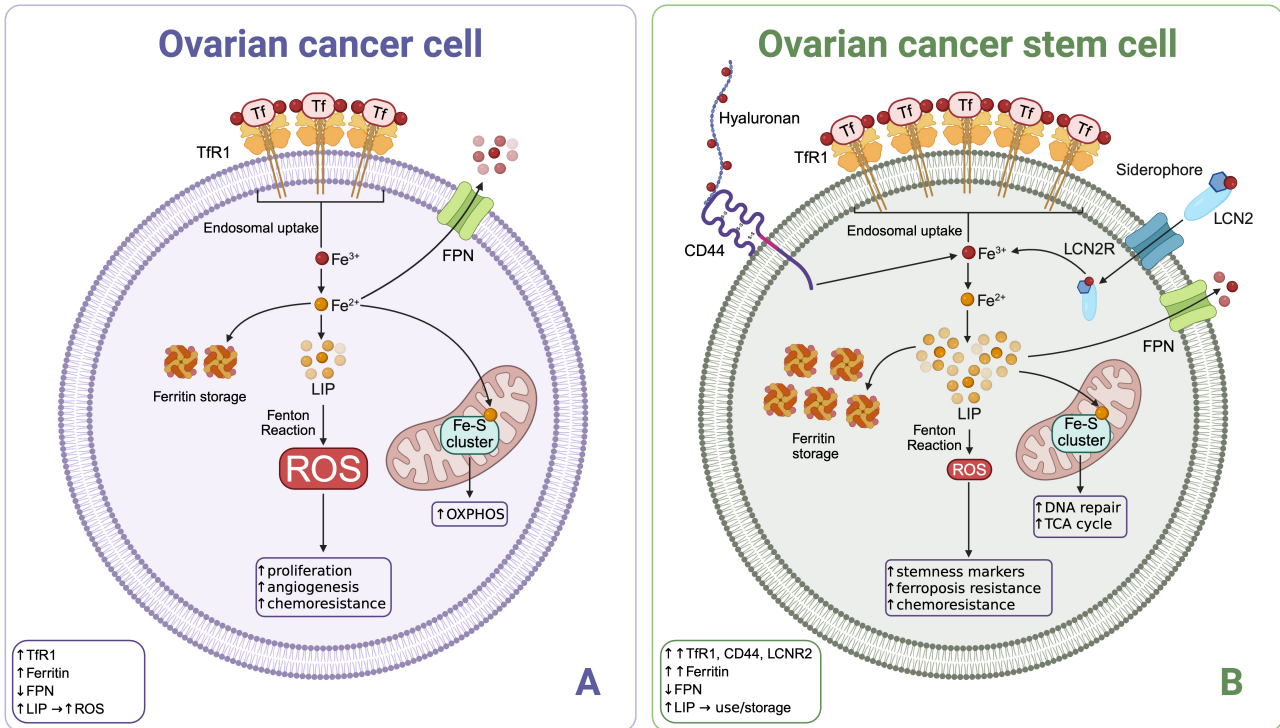 Ovarian cancer cell
Tf
Tf
Tf
TfR1
Endosomal uptake
FPN
Fe³⁺
Fe²⁺
Ferritin storage
LIP
Fenton
Reaction
ROS
Fe-S
cluster
↑OXPHOS
↑proliferation
↑angiogenesis
↑chemoresistance
↑TfR1
↑Ferritin
↓FPN
↑LIP →↑ROS
A
Ovarian cancer stem cell
Hyaluronan
Tf
Tf
Tf
Tf
Tf
TfR1
Siderophore
LCN2
CD44
Endosomal uptake
LCN2R
Fe³⁺
Fe²⁺
FPN
LIP
Ferritin
storage
Fenton
Reaction
ROS
Fe-S
cluster
↑DNA repair
↑TCA cycle
↑stemness markers
↑ferroposis resistance
↑chemoresistance
↑↑TfR1, CD44, LCNR2
↑↑Ferritin
↓FPN
↑LIP → use/storage
B